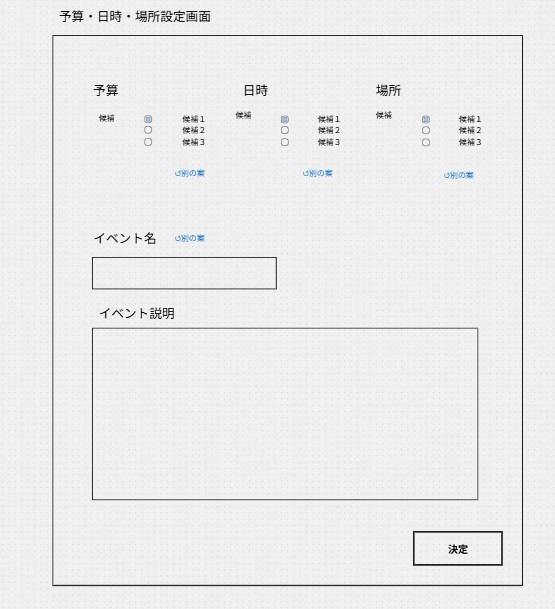 予算・日時・場所設定画面
予算 日時 場所
候補 候補1 候補 候補1 候補 候補1
候補2 候補2 候補2
候補3 候補3 候補3
↺別の案 ↺別の案 ↺別の案
イベント名 ↺別の案
イベント説明
決定